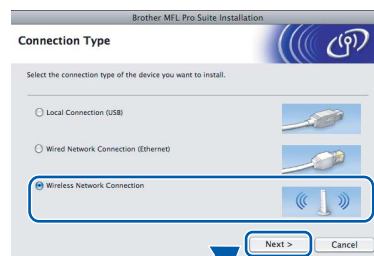 Brother MFL Pro Suite Installation
Connection Type
Select the connection type of the device you want to install.
Local Connection (USB)
Wired Network Connection (Ethernet)
Wireless Network Connection
Next >
Cancel